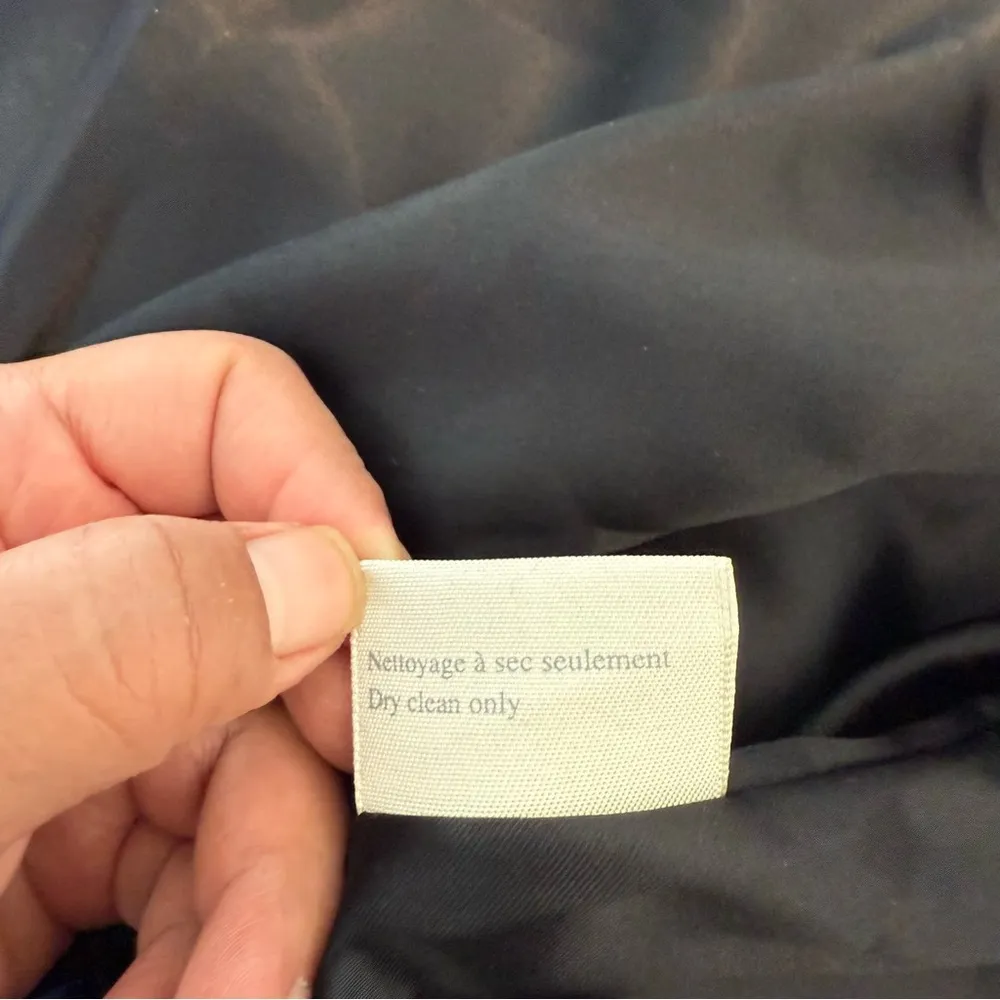 Nettoyage à sec seulement
Dry clean only